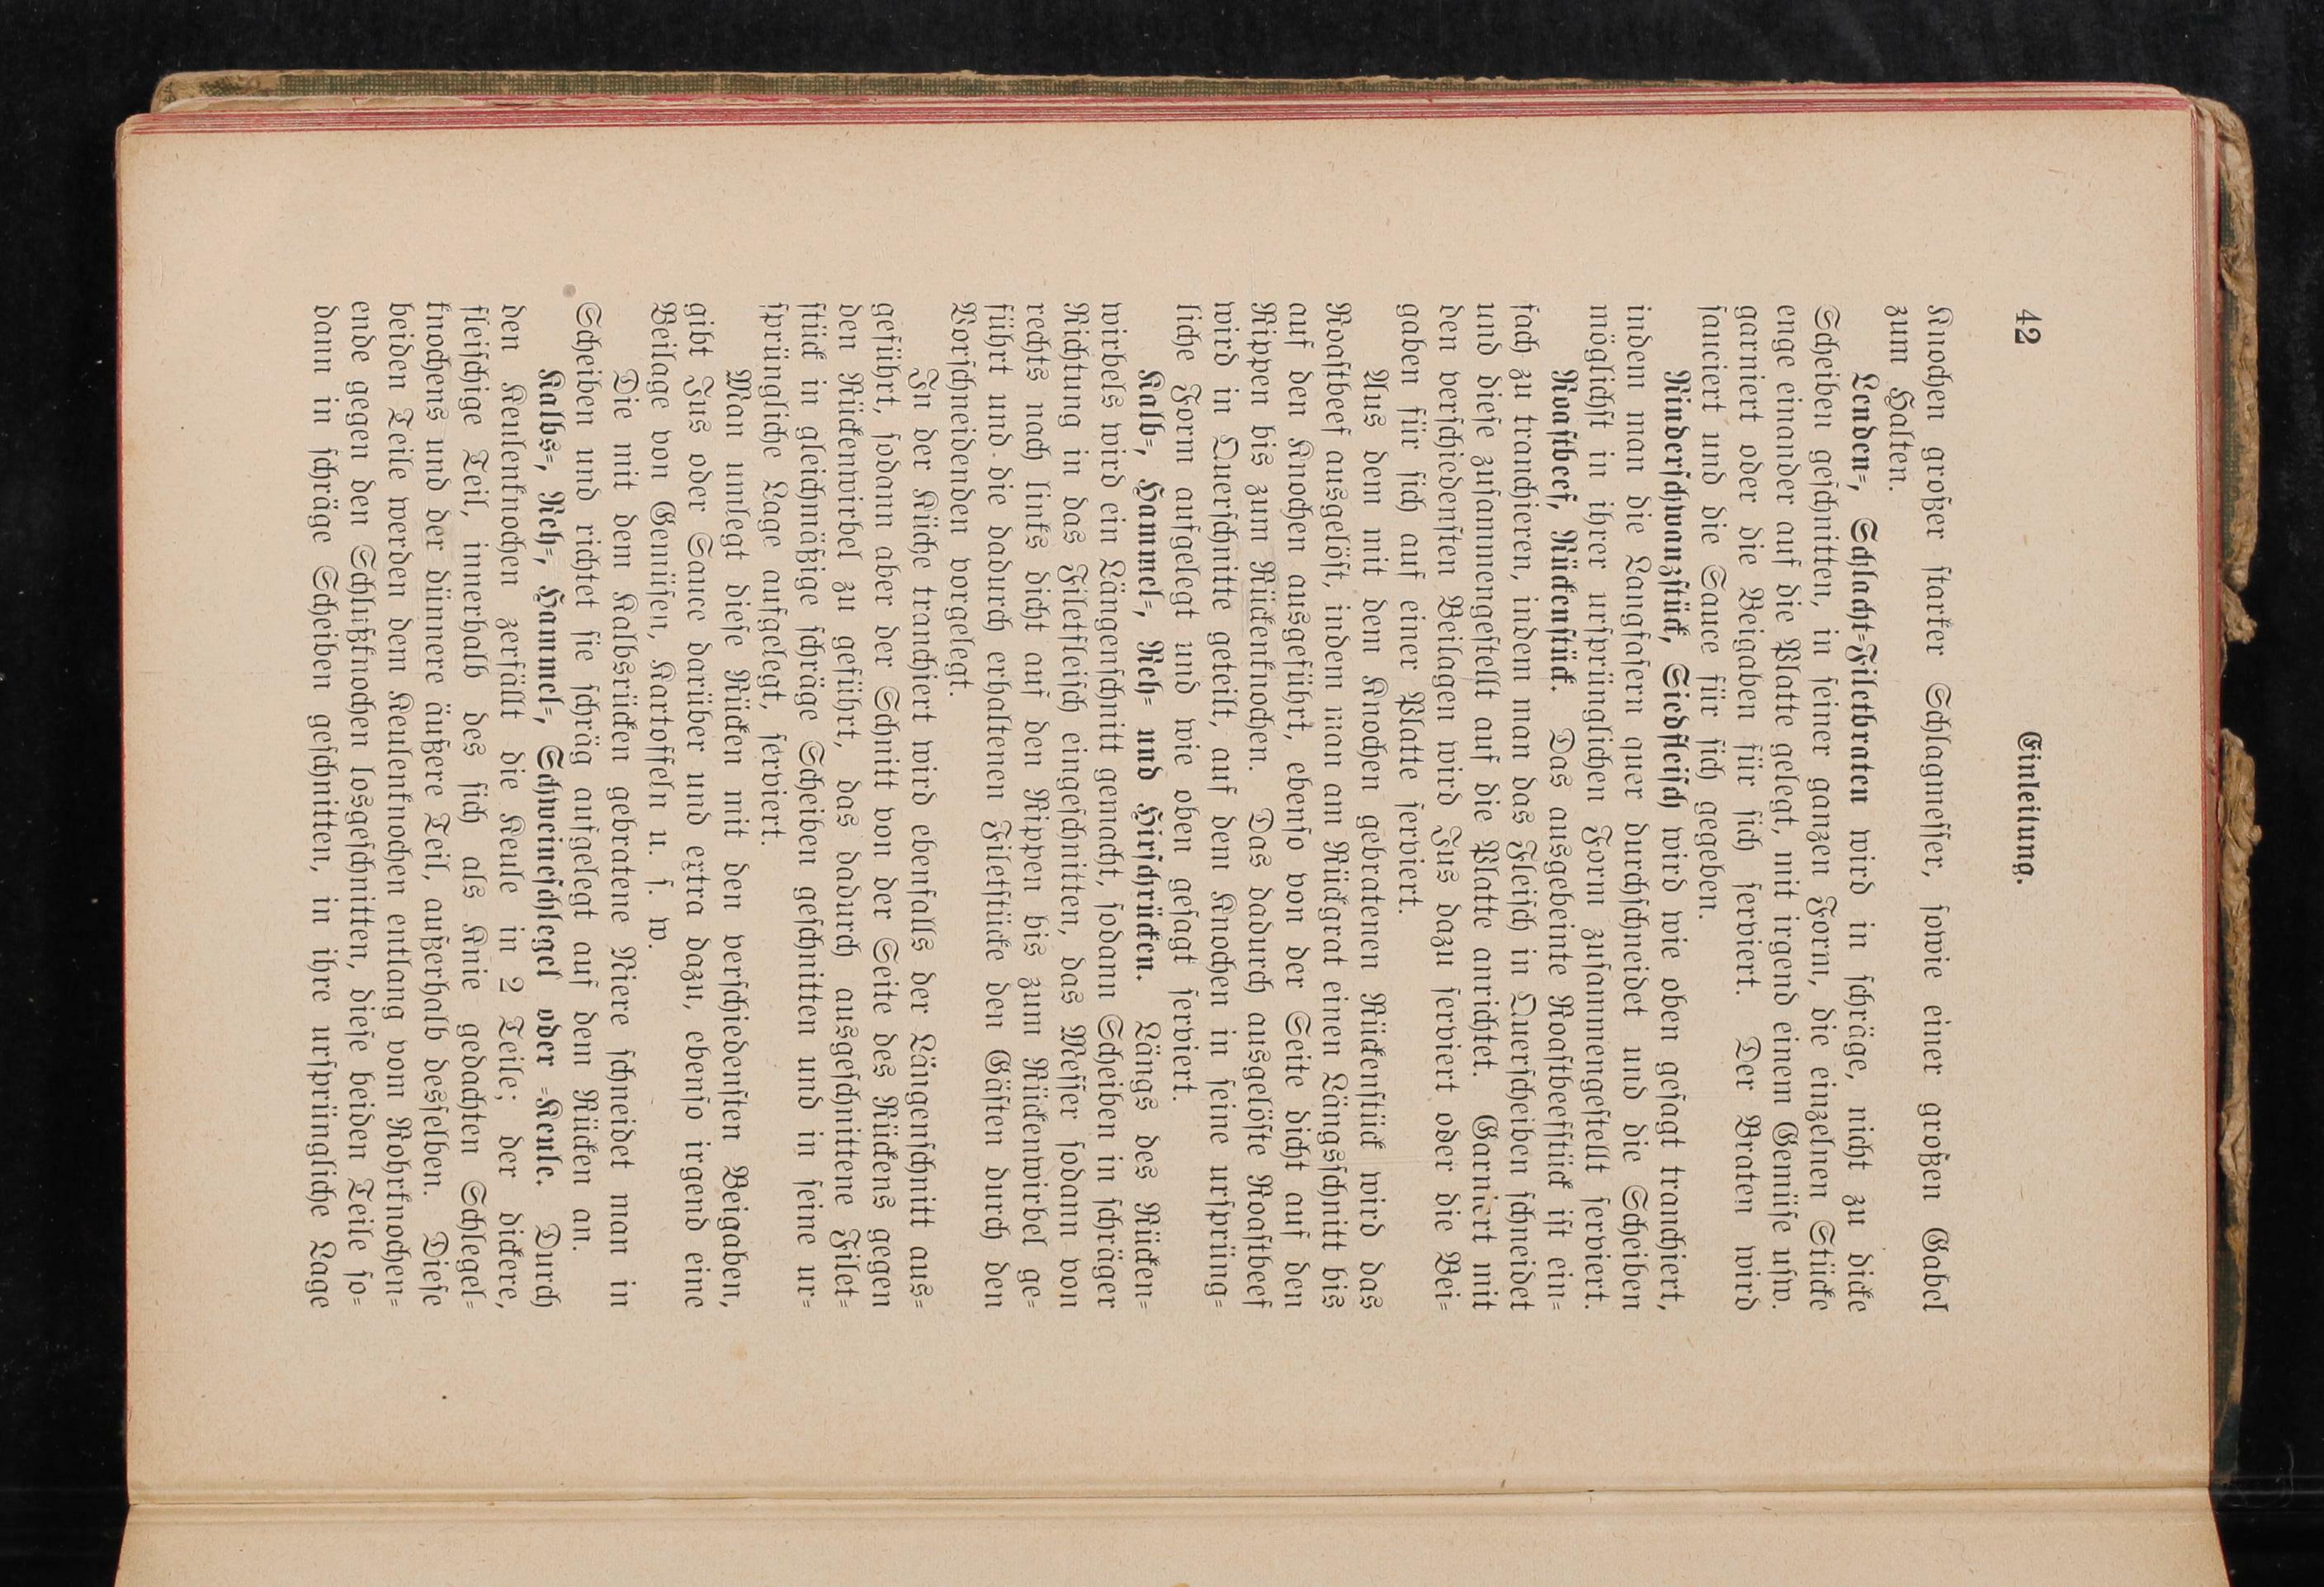 42
Einleitung.
Knochen großer ſtarker Schlagmeſſer, ſowie einer großen Gabel
zum Halten.
Lenden-, Schlacht-Filetbraten wird in ſchräge, nicht zu dicke
Scheiben geſchnitten, in ſeiner ganzen Form, die einzelnen Stücke
enge einander auf die Platte gelegt, mit irgend einem Gemüſe uſw.
garniert oder die Beigaben für ſich ſerviert. Der Braten wird
ſauciert und die Sauce für ſich gegeben.
Rinderſchwanzſtück, Siedfleiſch wird wie oben geſagt tranchiert,
indem man die Langfaſern quer durchſchneidet und die Scheiben
möglichſt in ihrer urſprünglichen Form zuſammengeſtellt ſerviert.
Roaſtbeef, Rückenſtück. Das ausgebeinte Roaſtbeefſtück iſt ein-
fach zu tranchieren, indem man das Fleiſch in Querſcheiben ſchneidet
und dieſe zuſammengeſtellt auf die Platte anrichtet. Garniert mit
den verſchiedenſten Beilagen wird Jus dazu ſerviert oder die Bei-
gaben für ſich auf einer Platte ſerviert.
Aus dem mit dem Knochen gebratenen Rückenſtück wird das
Roaſtbeef ausgelöſt, indem man am Rückgrat einen Längsſchnitt bis
auf den Knochen ausgeführt, ebenſo von der Seite dicht auf den
Rippen bis zum Rückenknochen. Das dadurch ausgelöſte Roaſtbeef
wird in Querſchnitte geteilt, auf dem Knochen in ſeine urſprüng-
liche Form aufgelegt und wie oben geſagt ſerviert.
Kalb-, Hammel-, Reh- und Hirſchrücken. Längs des Rücken-
wirbels wird ein Längenſchnitt gemacht, ſodann Scheiben in ſchräger
Richtung in das Filetfleiſch eingeſchnitten, das Meſſer ſodann von
rechts nach links dicht auf den Rippen bis zum Rückenwirbel ge-
führt und die dadurch erhaltenen Filetſtücke den Gäſten durch den
Vorſchneidenden vorgelegt.
In der Küche tranchiert wird ebenfalls der Längenſchnitt aus-
geführt, ſodann aber der Schnitt von der Seite des Rückens gegen
den Rückenwirbel zu geführt, das dadurch ausgeſchnittene Filet-
ſtück in gleichmäßige ſchräge Scheiben geſchnitten und in ſeine ur-
ſprüngliche Lage aufgelegt, ſerviert.
Man umlegt dieſe Rücken mit den verſchiedenſten Beigaben,
gibt Jus oder Sauce darüber und extra dazu, ebenſo irgend eine
Beilage von Gemüſen, Kartoffeln u. ſ. w.
Die mit dem Kalbsrücken gebratene Niere ſchneidet man in
Scheiben und richtet ſie ſchräg aufgelegt auf dem Rücken an.
Kalbs-, Reh-, Hammel-, Schweineſchlegel oder -Keule. Durch
den Keulenknochen zerfällt die Keule in 2 Teile; der dickere,
fleiſchige Teil, innerhalb des ſich als Knie gedachten Schlegel-
knochens und der dünnere äußere Teil, außerhalb desſelben. Dieſe
beiden Teile werden dem Keulenknochen entlang vom Rohrknochen-
ende gegen den Schlußknochen losgeſchnitten, dieſe beiden Teile ſo-
dann in ſchräge Scheiben geſchnitten, in ihre urſprüngliche Lage